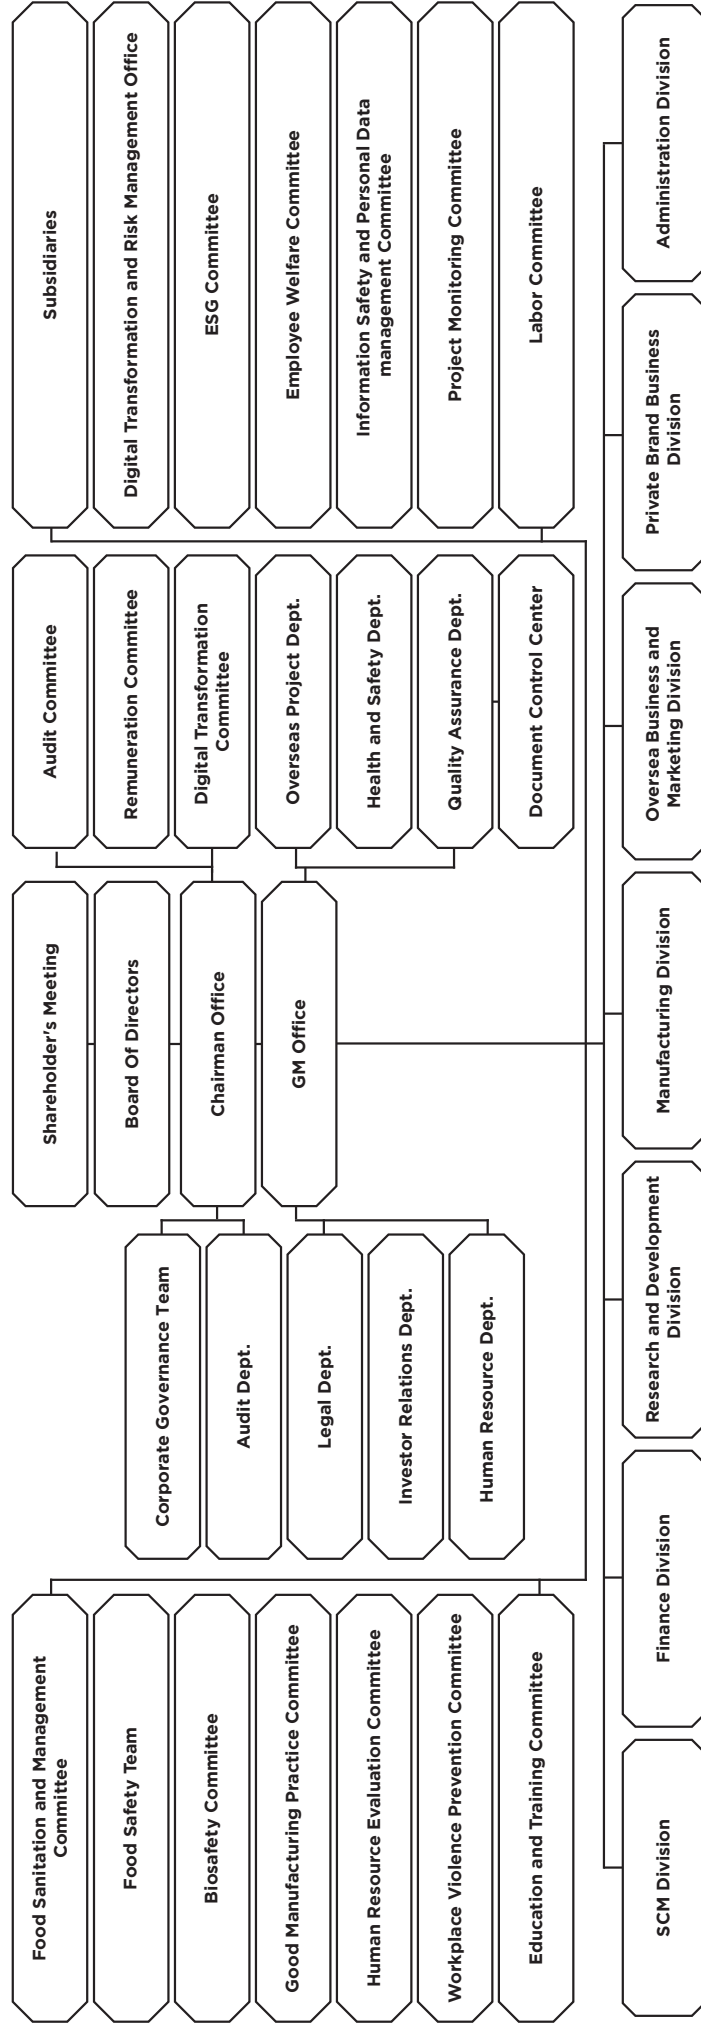 Shareholder's Meeting
Board Of Directors
Chairman Office
GM Office
Corporate Governance Team
Audit Dept.
Legal Dept.
Investor Relations Dept.
Human Resource Dept.
Audit Committee
Remuneration Committee
Digital Transformation
Committee
Overseas Project Dept.
Health and Safety Dept.
Quality Assurance Dept.
Document Control Center
Food Sanitation and Management
Committee
Food Safety Team
Biosafety Committee
Good Manufacturing Practice Committee
Human Resource Evaluation Committee
Workplace Violence Prevention Committee
Education and Training Committee
Subsidiaries
Digital Transformation and Risk Management Office
ESG Committee
Employee Welfare Committee
Information Safety and Personal Data
management Committee
Project Monitoring Committee
Labor Committee
SCM Division
Finance Division
Research and Development
Division
Manufacturing Division
Oversea Business and
Marketing Division
Private Brand Business
Division
Administration Division